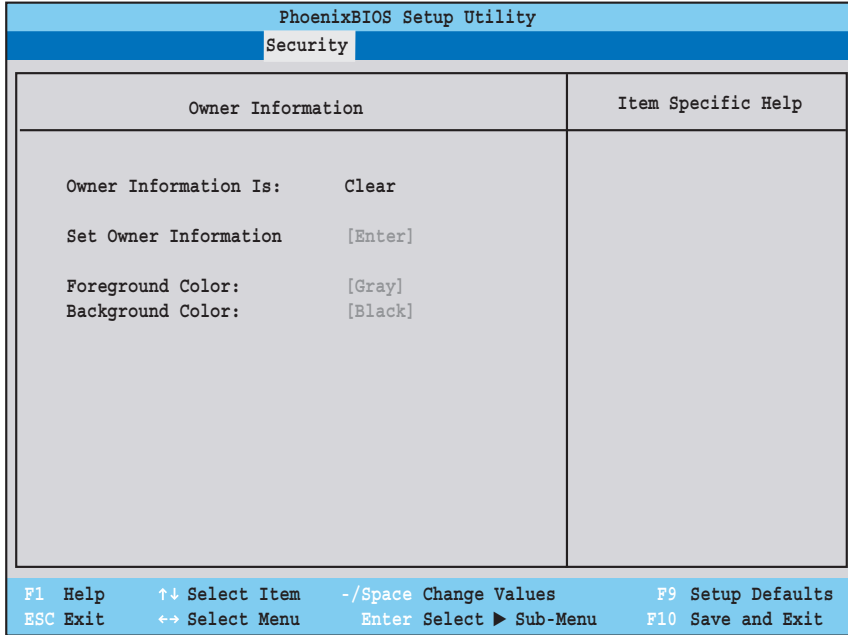 PhoenixBIOS Setup Utility
Security
Owner Information
Item Specific Help
Owner Information Is: Clear
Set Owner Information [Enter]
Foreground Color: [Gray]
Background Color: [Black]
F1 Help ↑↓ Select Item -/Space Change Values F9 Setup Defaults
ESC Exit ←→ Select Menu Enter Select ▶ Sub-Menu F10 Save and Exit